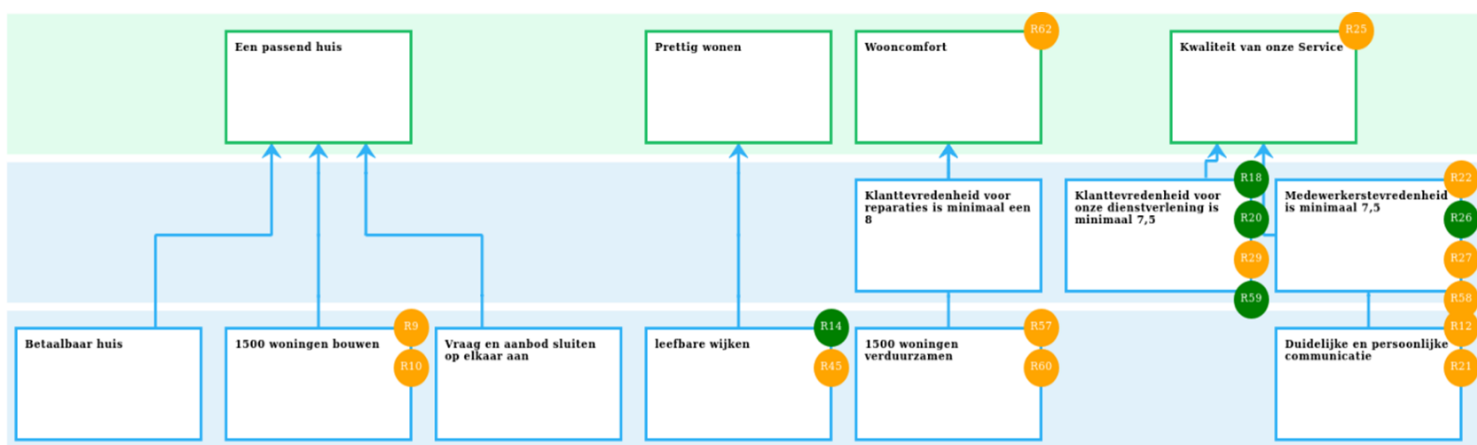 R62
R25
Een passend huis
Prettig wonen
Wooncomfort
Kwaliteit van onze Service
Klanttevredenheid voor
reparaties is minimaal een
8
Klanttevredenheid voor
onze dienstverlening is
minimaal 7,5
R18
R20
R29
R59
Medewerkerstevredenheid
is minimaal 7,5
R22
R26
R27
R58
Betaalbaar huis
1500 woningen bouwen
R9
R10
Vraag en aanbod sluiten
op elkaar aan
leefbare wijken
R14
R45
1500 woningen
verduurzamen
R57
R60
Duidelijke en persoonlijke
communicatie
R12
R21